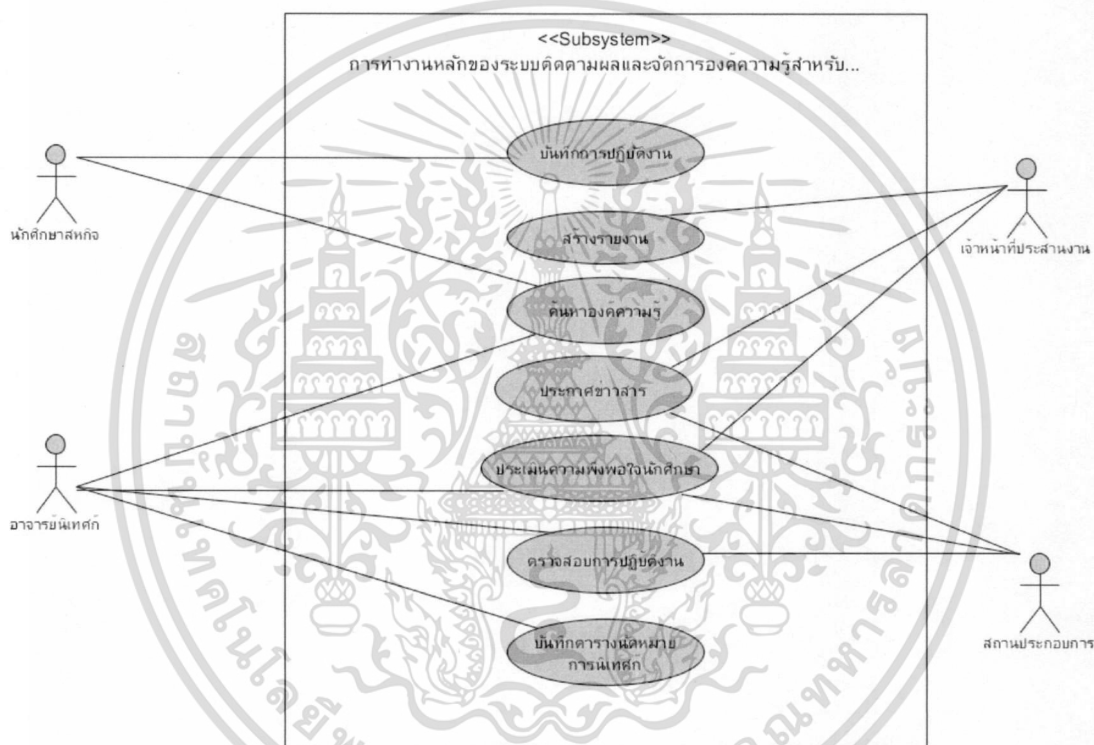 <<Subsystem>>
การทำงานหลักของระบบติดตามผลและจัดการองค์ความรู้สำหรับ...
บันทึกการปฏิบัติงาน
นักศึกษาสหกิจ
สร้างรายงาน
เจ้าหน้าที่ประสานงาน
ค้นหาองค์ความรู้
ประกาศข่าวสาร
ประเมินความพึงพอใจนักศึกษา
อาจารย์นิเทศก์
ตรวจสอบการปฏิบัติงาน
บันทึกตารางนัดหมาย
การนิเทศก์
สถานประกอบการ